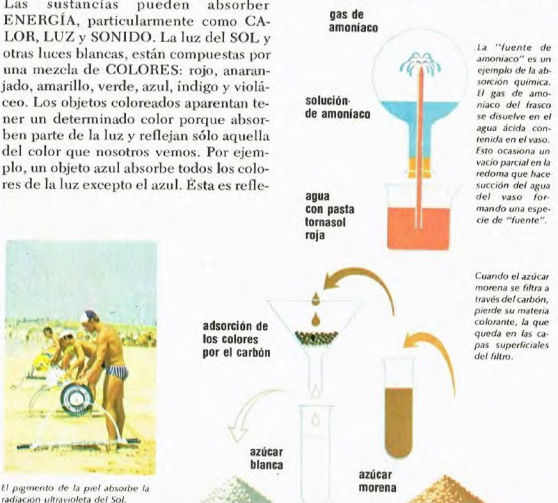 Las sustancias pueden absorber
ENERGÍA, particularmente como CA-
LOR, LUZ y SONIDO. La luz del SOL y
otras luces blancas, están compuestas por
una mezcla de COLORES: rojo, anaran-
jado, amarillo, verde, azul, índigo y violá-
ceo. Los objetos coloreados aparentan te-
ner un determinado color porque absor-
ben parte de la luz y reflejan sólo aquella
del color que nosotros vemos. Por ejem-
plo, un objeto azul absorbe todos los colo-
res de la luz excepto el azul. Ésta es refle-
gas de
amoníaco
solución
de amoníaco
agua
con pasta
tornasol
roja
La "fuente de
amoníaco" es un
ejemplo de la ab-
sorción química.
El gas de amo-
níaco del frasco
se disuelve en el
agua ácida con-
tenida en el vaso.
Esto ocasiona un
vacío parcial en la
redoma que hace
succión del agua
del vaso for-
mando una espe-
cie de "fuente".
Cuando el azúcar
morena se filtra a
través del carbón,
pierde su materia
colorante, la que
queda en las ca-
pas superficiales
del filtro.
adsorción de
los colores
por el carbón
azúcar
blanca
azúcar
morena
El pigmento de la piel absorbe la
radiación ultravioleta del Sol.